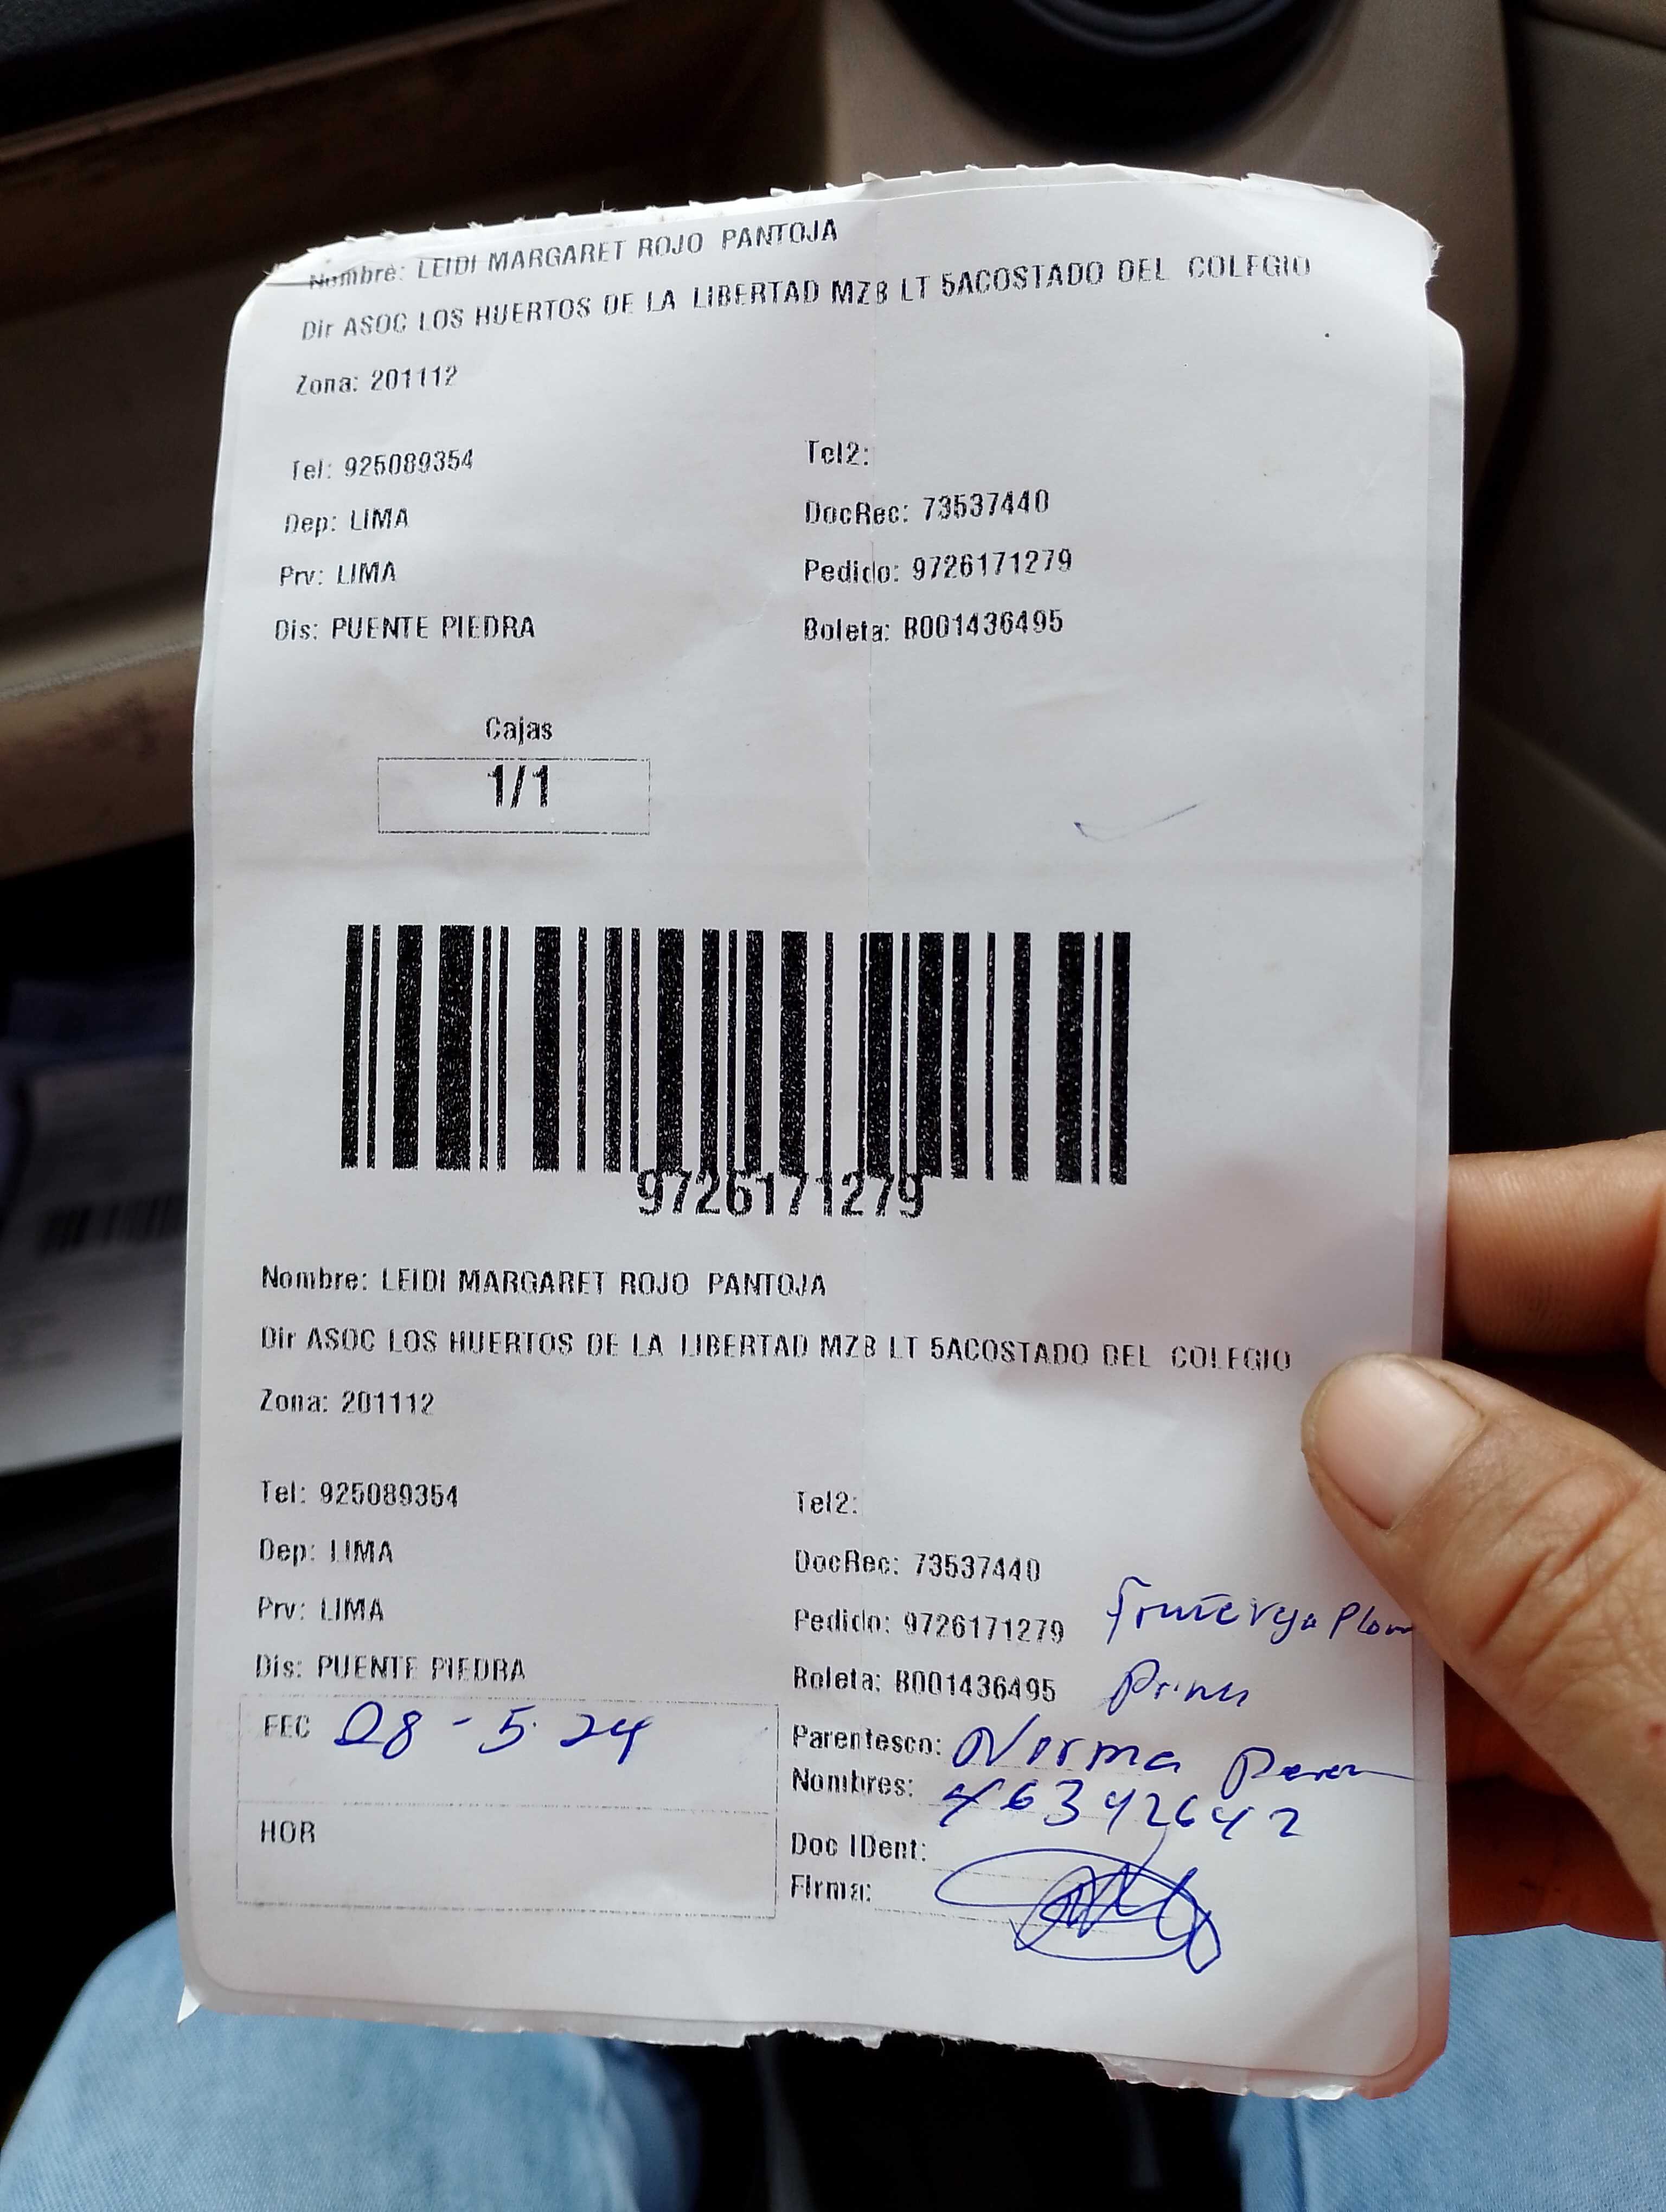 Nombre: LEIDI MARGARET ROJO PANTOJA
Dir ASOC LOS HUERTOS DE LA LIBERTAD MZB LT 5ACOSTADO DEL COLEGIO
Zona: 201112
Tel: 925089354 Tel2:
Dep: LIMA DocRec: 73537440
Prv: LIMA Pedido: 9726171279
Dis: PUENTE PIEDRA Boleta: B001436495
Cajas
1/1
9726171279
Nombre: LEIDI MARGARET ROJO PANTOJA
Dir ASOC LOS HUERTOS DE LA LIBERTAD MZB LT 5ACOSTADO DEL COLEGIO
Zona: 201112
Tel: 925089354 Tel2:
Dep: LIMA DocRec: 73537440
Prv: LIMA Pedido: 9726171279
Dis: PUENTE PIEDRA Boleta: B001436495
FEC 08-5-24 Parentesco: Norma
Nombres: 46342642
HOR Doc IDent:
Firma: